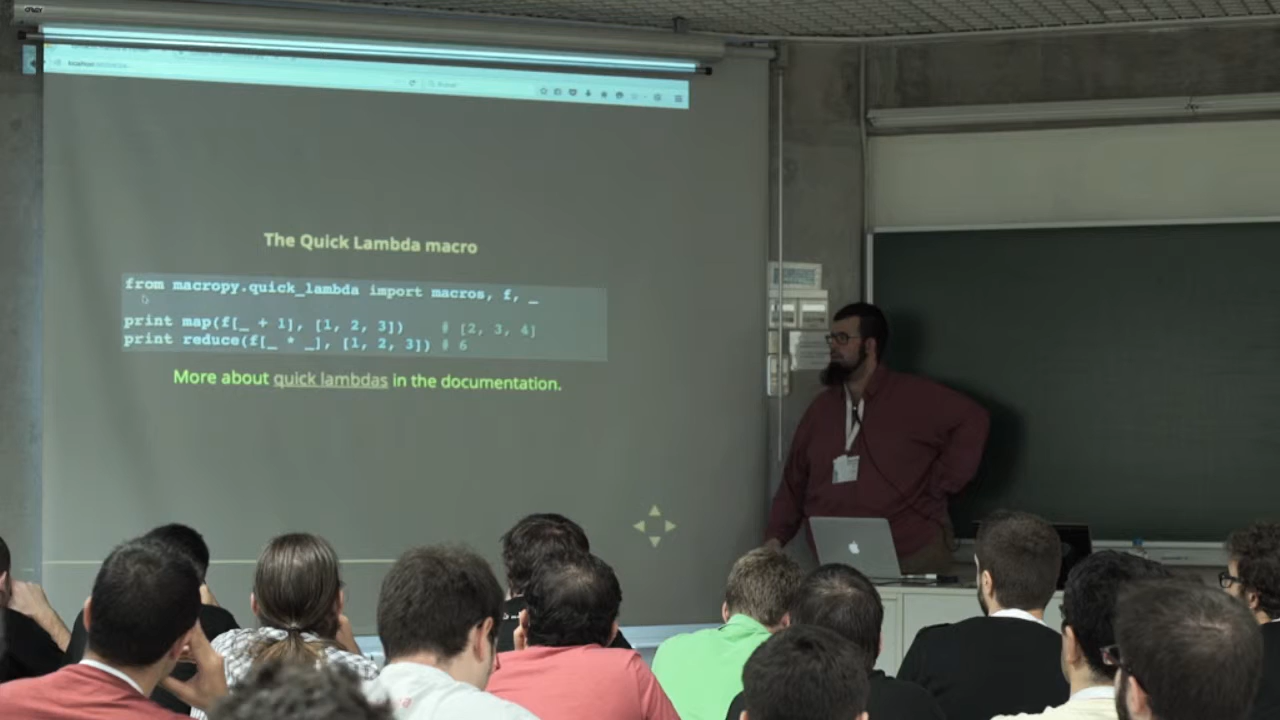 localhost
The Quick Lambda macro
from macropy.quick_lambda import macros, f, _
print map(f[_ + 1], [1, 2, 3]) # [2, 3, 4]
print reduce(f[_ * _], [1, 2, 3]) # 6
More about quick lambdas in the documentation.